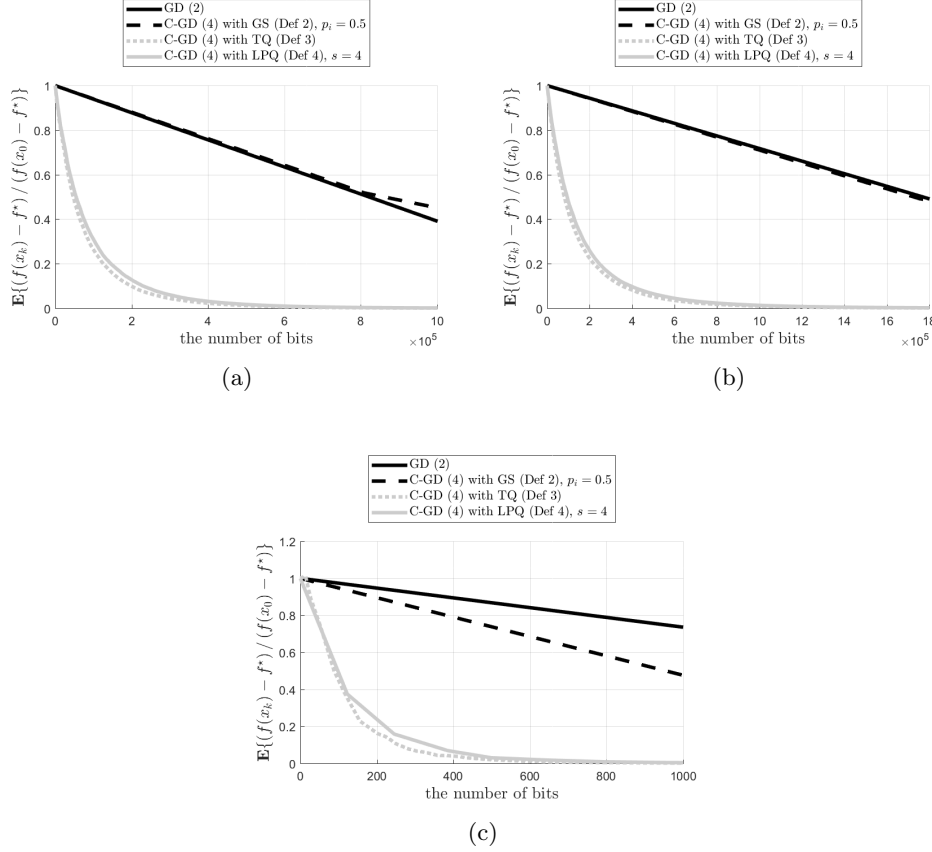 GD (2)
C-GD (4) with GS (Def 2), $p_i = 0.5$
C-GD (4) with TQ (Def 3)
C-GD (4) with LPQ (Def 4), $s = 4$
1
0.8
0.6
0.4
0.2
0
E{(f(x_k) − f⋆) / (f(x_0) − f⋆)}
0 2 4 6 8 10
the number of bits
×10^5
(a)
GD (2)
C-GD (4) with GS (Def 2), $p_i = 0.5$
C-GD (4) with TQ (Def 3)
C-GD (4) with LPQ (Def 4), $s = 4$
1
0.8
0.6
0.4
0.2
0
E{(f(x_k) − f⋆) / (f(x_0) − f⋆)}
0 2 4 6 8 10 12 14 16 18
the number of bits
×10^5
(b)
GD (2)
C-GD (4) with GS (Def 2), $p_i = 0.5$
C-GD (4) with TQ (Def 3)
C-GD (4) with LPQ (Def 4), $s = 4$
1.2
1
0.8
0.6
0.4
0.2
0
E{(f(x_k) − f⋆) / (f(x_0) − f⋆)}
0 200 400 600 800 1000
the number of bits
(c)